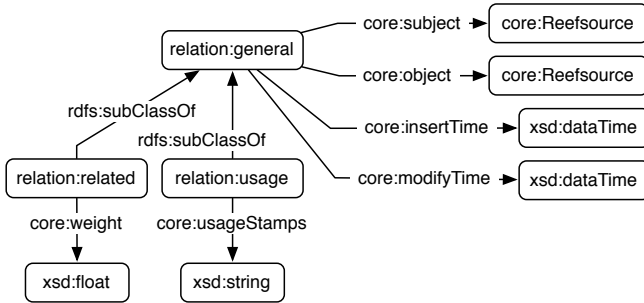 core:subject
core:Reefsource
relation:general
core:object
core:Reefsource
rdfs:subClassOf
core:insertTime
xsd:dataTime
rdfs:subClassOf
relation:related
relation:usage
core:modifyTime
xsd:dataTime
core:weight
core:usageStamps
xsd:float
xsd:string